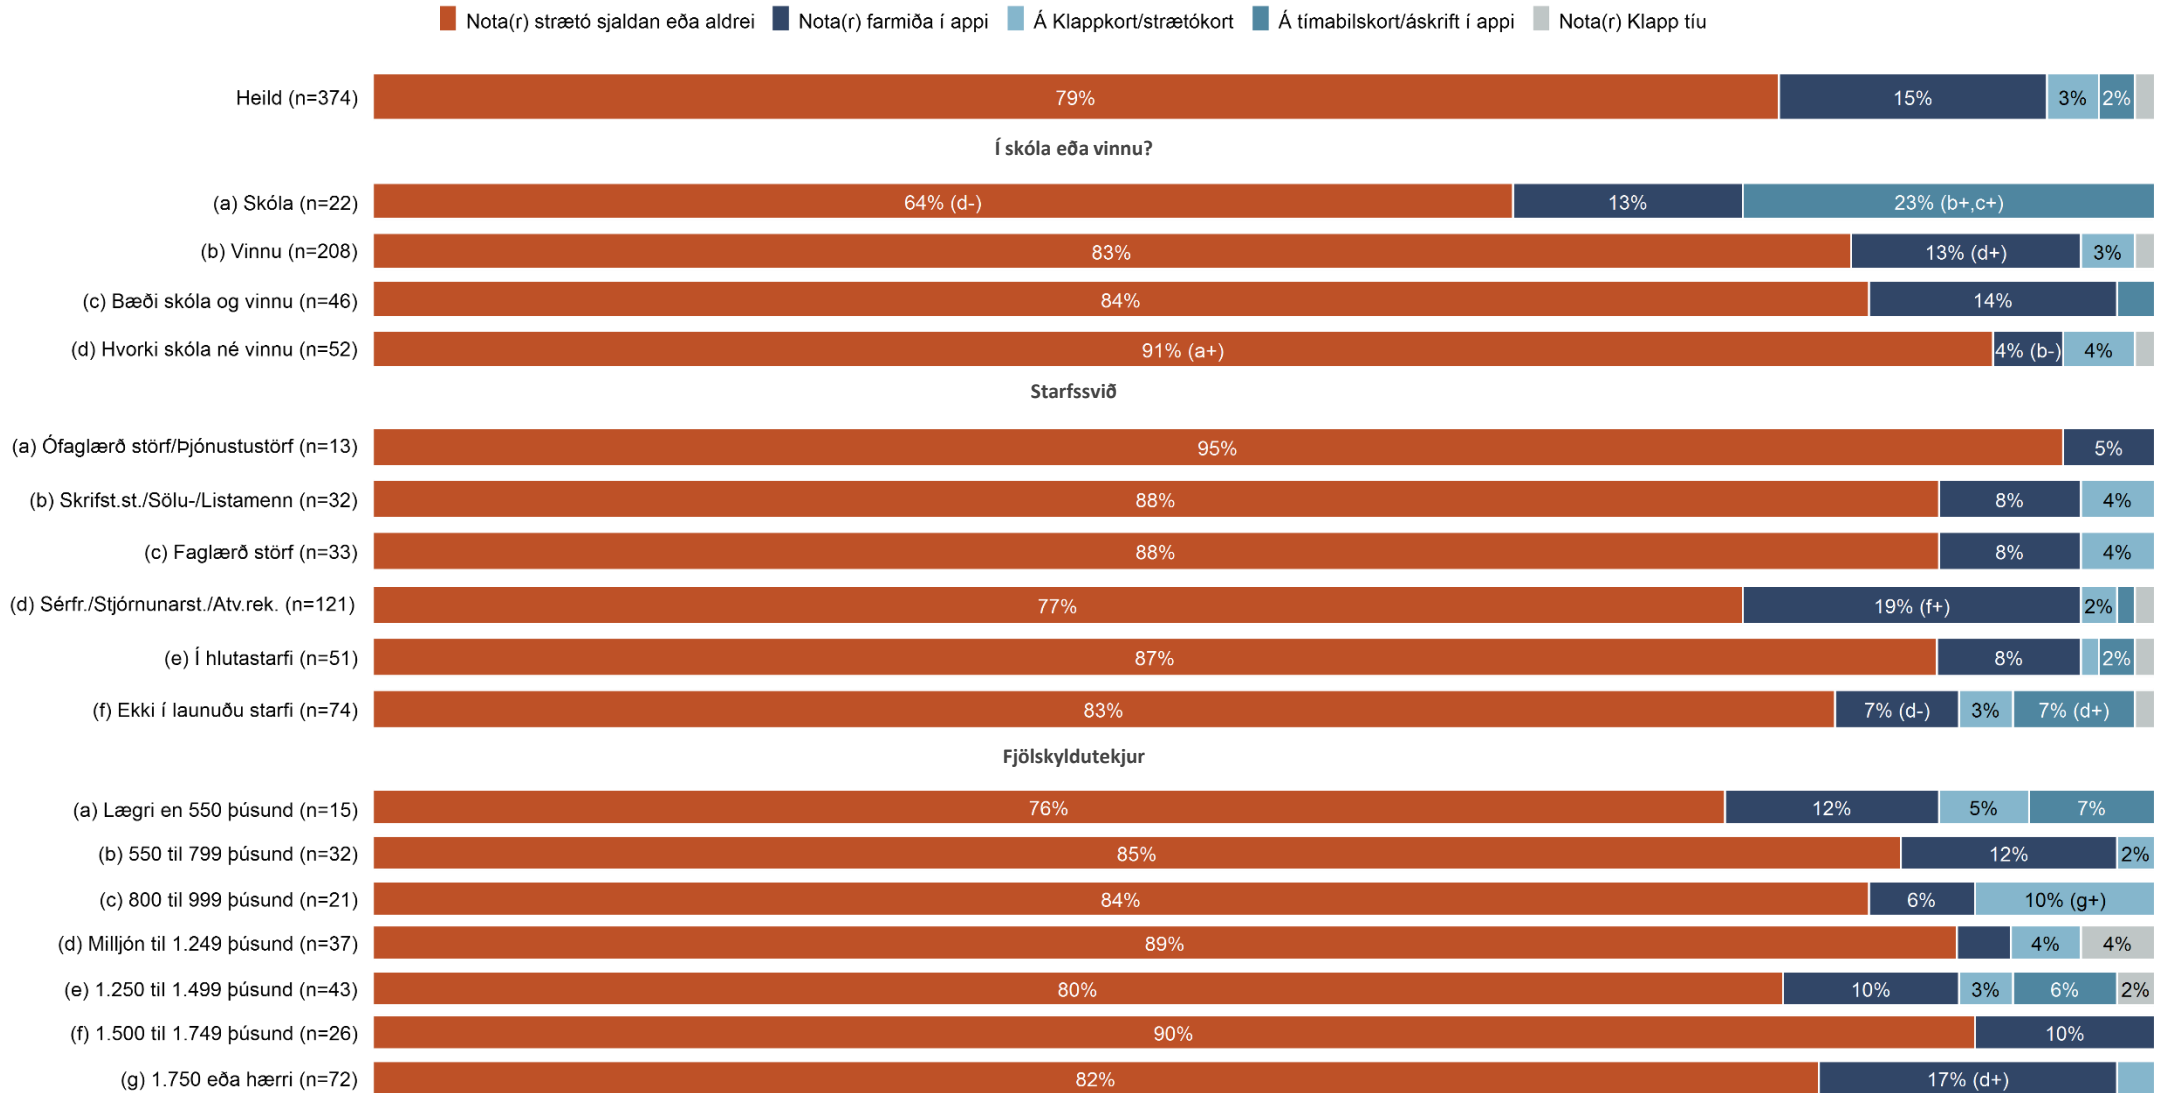 Nota(r) strætó sjaldan eða aldrei Nota(r) farmiða í appi Á Klappkort/strætókort Á tímabilskort/áskrift í appi Nota(r) Klapp tíu
Heild (n=374) 79% 15% 3% 2%
Í skóla eða vinnu?
(a) Skóla (n=22) 64% (d-) 13% 23% (b+,c+)
(b) Vinnu (n=208) 83% 13% (d+) 3%
(c) Bæði skóla og vinnu (n=46) 84% 14%
(d) Hvorki skóla né vinnu (n=52) 91% (a+) 4% (b-) 4%
Starfssvið
(a) Ófaglærð störf/Þjónustustörf (n=13) 95% 5%
(b) Skrifst.st./Sölu-/Listamenn (n=32) 88% 8% 4%
(c) Faglærð störf (n=33) 88% 8% 4%
(d) Sérfr./Stjórnunarst./Atv.rek. (n=121) 77% 19% (f+) 2%
(e) Í hlutastarfi (n=51) 87% 8% 2%
(f) Ekki í launuðu starfi (n=74) 83% 7% (d-) 3% 7% (d+)
Fjölskyldutekjur
(a) Lægri en 550 þúsund (n=15) 76% 12% 5% 7%
(b) 550 til 799 þúsund (n=32) 85% 12% 2%
(c) 800 til 999 þúsund (n=21) 84% 6% 10% (g+)
(d) Milljón til 1.249 þúsund (n=37) 89% 4% 4%
(e) 1.250 til 1.499 þúsund (n=43) 80% 10% 3% 6% 2%
(f) 1.500 til 1.749 þúsund (n=26) 90% 10%
(g) 1.750 eða hærri (n=72) 82% 17% (d+)